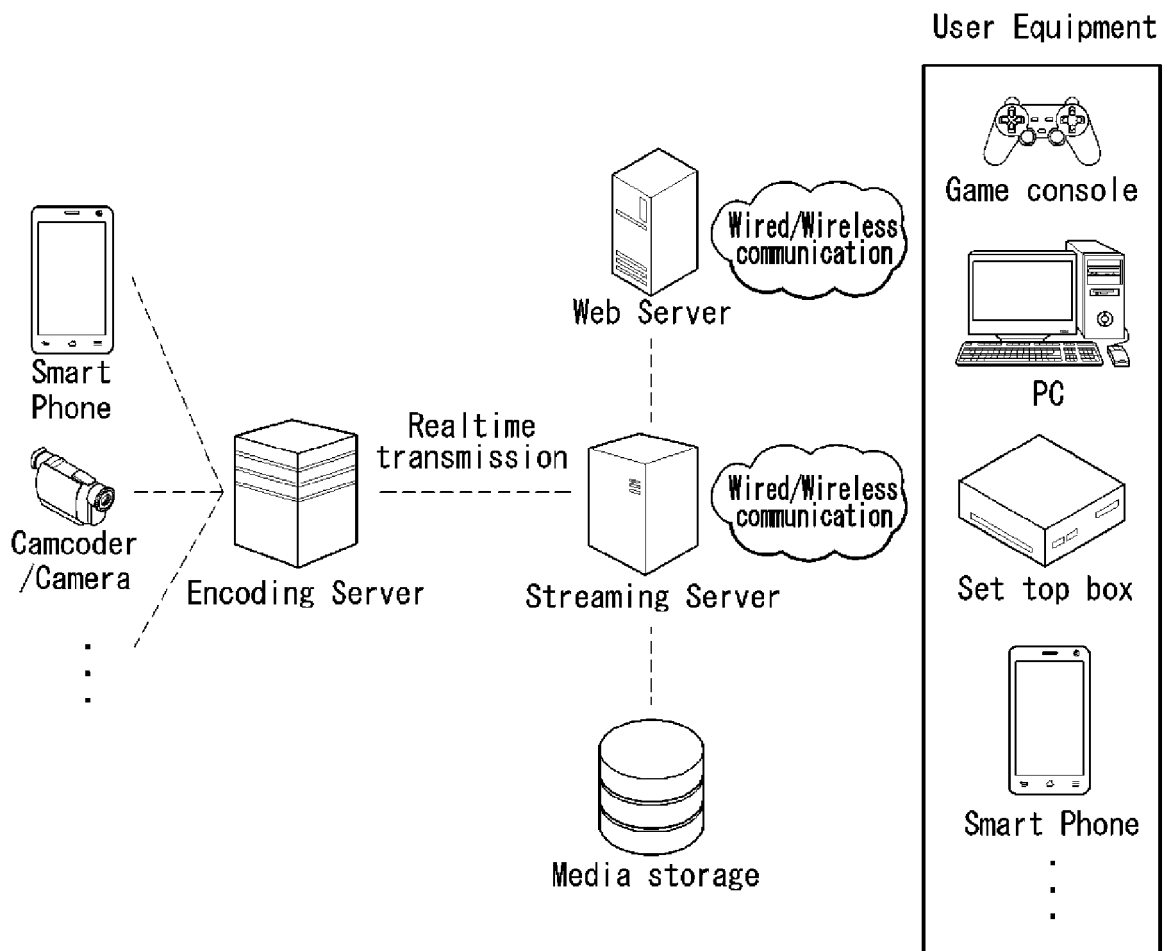 User Equipment
Game console
Wired/Wireless
communication
Web Server
PC
Smart
Phone
Realtime
transmission
Wired/Wireless
communication
Camcoder
/Camera
Encoding Server
Streaming Server
Set top box
Media storage
Smart Phone